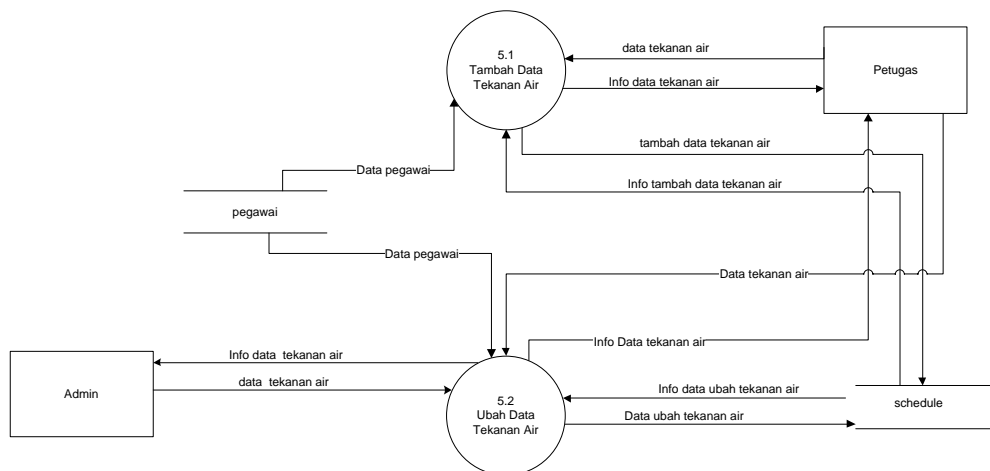 5.1
Tambah Data
Tekanan Air
data tekanan air
Info data tekanan air
Petugas
tambah data tekanan air
Info tambah data tekanan air
Data pegawai
pegawai
Data pegawai
Data tekanan air
Info Data tekanan air
Info data tekanan air
data tekanan air
Admin
5.2
Ubah Data
Tekanan Air
Info data ubah tekanan air
Data ubah tekanan air
schedule